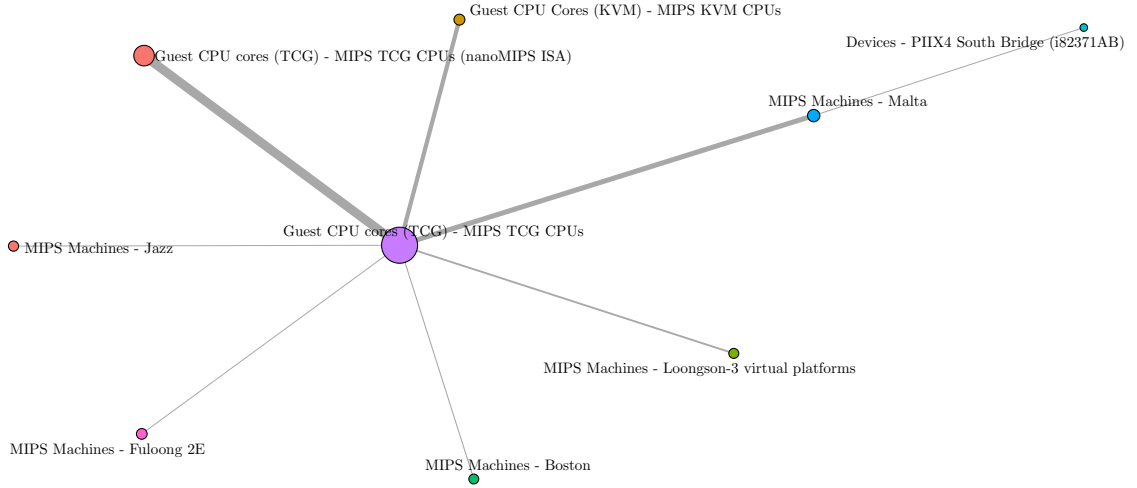 Guest CPU Cores (KVM) - MIPS KVM CPUs
Devices - PIIX4 South Bridge (i82371AB)
Guest CPU cores (TCG) - MIPS TCG CPUs (nanoMIPS ISA)
MIPS Machines - Malta
Guest CPU cores (TCG) - MIPS TCG CPUs
MIPS Machines - Jazz
MIPS Machines - Loongson-3 virtual platforms
MIPS Machines - Fuloong 2E
MIPS Machines - Boston